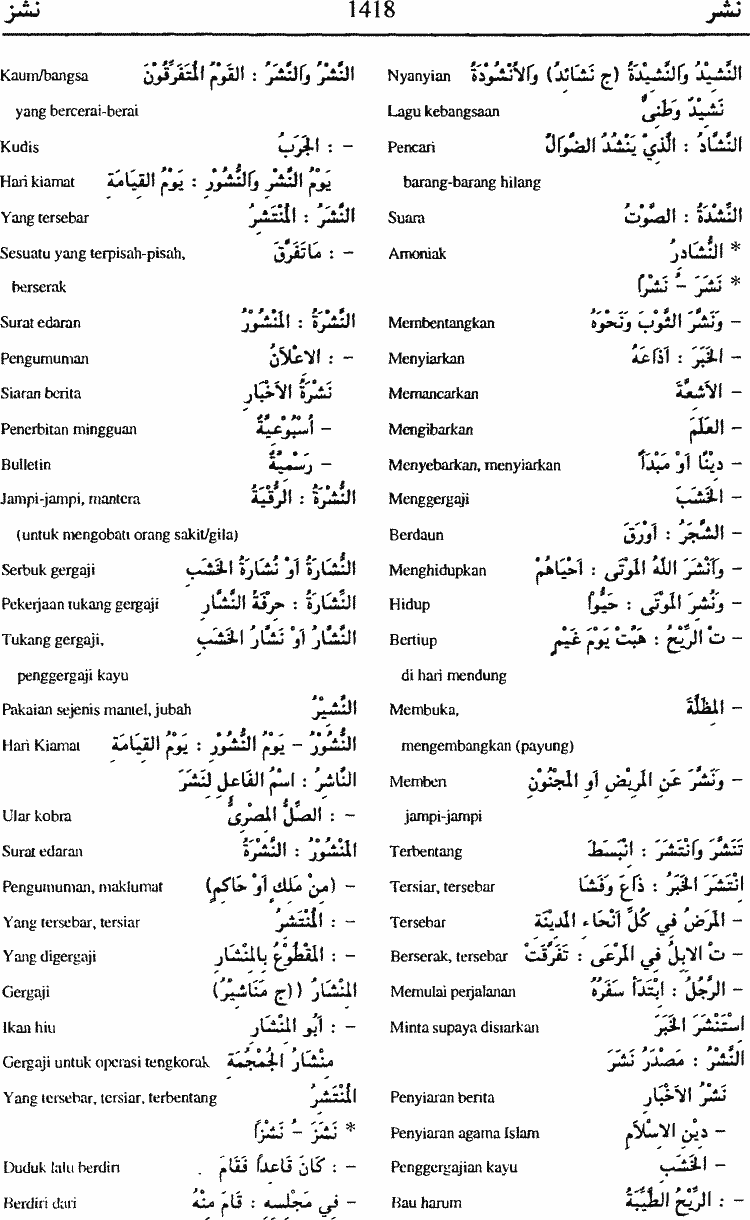 نشر 1418 نشز
النَّشِيْدُ وَالنَّشِيْدَةُ (ج نَشَائِدُ) وَالأُنْشُوْدَةُ Nyanyian
نَشِيْدٌ وَطَنِىٌّ Lagu kebangsaan
النَّشَّادُ : الَّذِيْ يَنْشُدُ الضَّوَالَّ Pencari
barang-barang hilang
النِّشْدَةُ : الصَّوْتُ Suara
* النُّشَادِرُ Amoniak
* نَشَرَ – نَشْرًا
– وَنَشَّرَ الثَّوْبَ وَنَحْوَهُ Membentangkan
– الخَبَرَ : أَذَاعَهُ Menyiarkan
– الأَشِعَّةَ Memancarkan
– العَلَمَ Mengibarkan
– دِيْنًا أَوْ مَبْدَأً Menyebarkan, menyiarkan
– الخَشَبَ Menggergaji
– الشَّجَرُ : أَوْرَقَ Berdaun
– وَأَنْشَرَ اللهُ المَوْتَى : أَحْيَاهُمْ Menghidupkan
– وَنُشِرَ المَوْتَى : حَيُّوا Hidup
– تْ الرِّيْحُ : هَبَّتْ يَوْمَ غَيْمٍ Bertiup
di hari mendung
– المِظَلَّةَ Membuka,
mengembangkan (payung)
– وَنَشَّرَ عَنِ المَرِيْضِ أَوِ المَجْنُوْنِ Memberi
jampi-jampi
تَنَشَّرَ وَانْتَشَرَ : انْبَسَطَ Terbentang
انْتَشَرَ الخَبَرُ : ذَاعَ وَفَشَا Tersiar, tersebar
– المَرَضُ فِي كُلِّ أَنْحَاءِ المَدِيْنَةِ Tersebar
– تْ الإِبِلُ فِي المَرْعَى : تَفَرَّقَتْ Berserak, tersebar
– الرَّجُلُ : ابْتَدَأَ سَفَرَهُ Memulai perjalanan
اسْتَنْشَرَ الخَبَرَ Minta supaya disiarkan
النَّشْرُ : مَصْدَرُ نَشَرَ
نَشْرُ الأَخْبَارِ Penyiaran berita
– دِيْنِ الإِسْلاَمِ Penyiaran agama Islam
– الخَشَبِ Penggergajian kayu
– : الرِّيْحُ الطَّيِّبَةُ Bau harum
النَّشْرُ وَالنَّشَرُ : القَوْمُ المُتَفَرِّقُوْنَ Kaum/bangsa
yang bercerai-berai
– : الجَرَبُ Kudis
يَوْمُ النَّشْرِ وَالنُّشُوْرِ : يَوْمُ القِيَامَةِ Hari kiamat
النَّشَرُ : المُنْتَشِرُ Yang tersebar
– : مَاتَفَرَّقَ Sesuatu yang terpisah-pisah,
berserak
النَّشْرَةُ : المَنْشُوْرُ Surat edaran
– : الإِعْلاَنُ Pengumuman
نَشْرَةُ الأَخْبَارِ Siaran berita
– أُسْبُوْعِيَّةٌ Penerbitan mingguan
– رَسْمِيَّةٌ Bulletin
النُّشْرَةُ : الرُّقْيَةُ Jampi-jampi, mantera
(untuk mengobati orang sakit/gila)
النُّشَارَةُ أَوْ نُشَارَةُ الخَشَبِ Serbuk gergaji
النِّشَارَةُ : حِرْفَةُ النَّشَّارِ Pekerjaan tukang gergaji
النَّشَّارُ أَوْ نَشَّارُ الخَشَبِ Tukang gergaji,
penggergaji kayu
النَّشِيْرُ Pakaian sejenis mantel, jubah
النُّشُوْرُ – يَوْمُ النُّشُوْرِ : يَوْمُ القِيَامَةِ Hari Kiamat
النَّاشِرُ : اسْمُ الفَاعِلِ لِنَشَرَ
– : الصِّلُّ المِصْرِىُّ Ular kobra
المَنْشُوْرُ : النَّشْرَةُ Surat edaran
– (مِنْ مَلِكٍ أَوْ حَاكِمٍ) Pengumuman, maklumat
– : المُنْتَشِرُ Yang tersebar, tersiar
– : المَقْطُوْعُ بِالمِنْشَارِ Yang digergaji
المِنْشَارُ ((ج مَنَاشِيْرُ) Gergaji
– : أَبُو المِنْشَارِ Ikan hiu
مِنْشَارُ الجُمْجُمَةِ Gergaji untuk operasi tengkorak
المُنْتَشِرُ Yang tersebar, tersiar, terbentang
* نَشَزَ – نَشْزًا
– : كَانَ قَاعِدًا فَقَامَ Duduk lalu berdiri
– فِي مَجْلِسِهِ : قَامَ مِنْهُ Berdiri dari